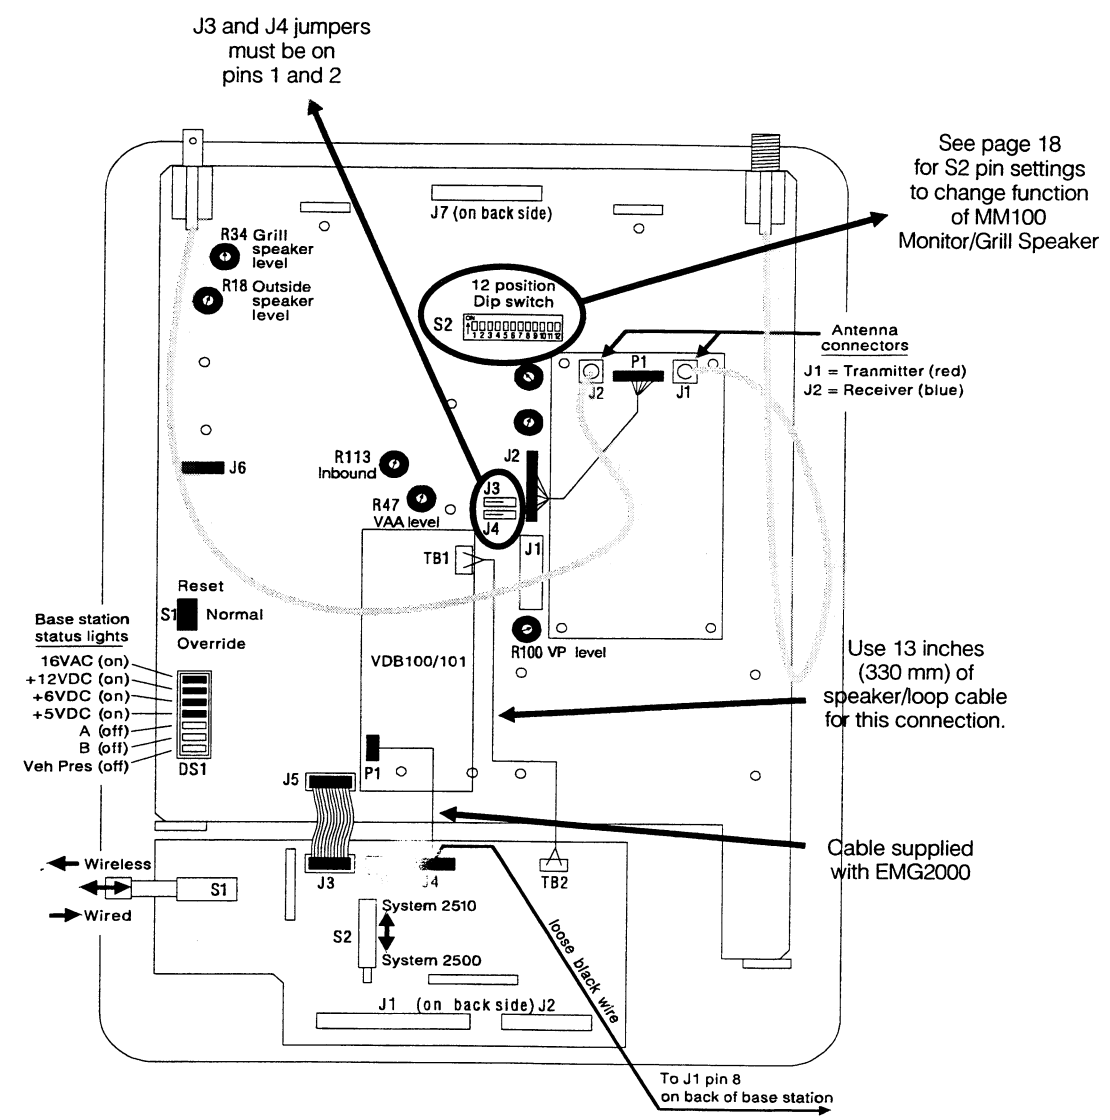 J3 and J4 jumpers
must be on
pins 1 and 2
See page 18
for S2 pin settings
to change function
of MM100
Monitor/Grill Speaker
J7 (on back side)
R34 Grill
speaker
level
R18 Outside
speaker
level
12 position
Dip switch
S2
ON
1 2 3 4 5 6 7 8 9 10 11 12
Antenna
connectors
J1 = Tranmitter (red)
J2 = Receiver (blue)
P1
J2
J1
J6
R113
Inbound
R47
VAA level
J2
J3
J4
J1
TB1
R100 VP level
Reset
S1
Normal
Override
Base station
status lights
16VAC (on)
+12VDC (on)
+6VDC (on)
+5VDC (on)
A (off)
B (off)
Veh Pres (off)
DS1
VDB100/101
Use 13 inches
(330 mm) of
speaker/loop cable
for this connection.
P1
J5
Cable supplied
with EMG2000
Wireless
S1
Wired
J3
J4
TB2
System 2510
S2
System 2500
loose black wire
J1 (on back side) J2
To J1 pin 8
on back of base station